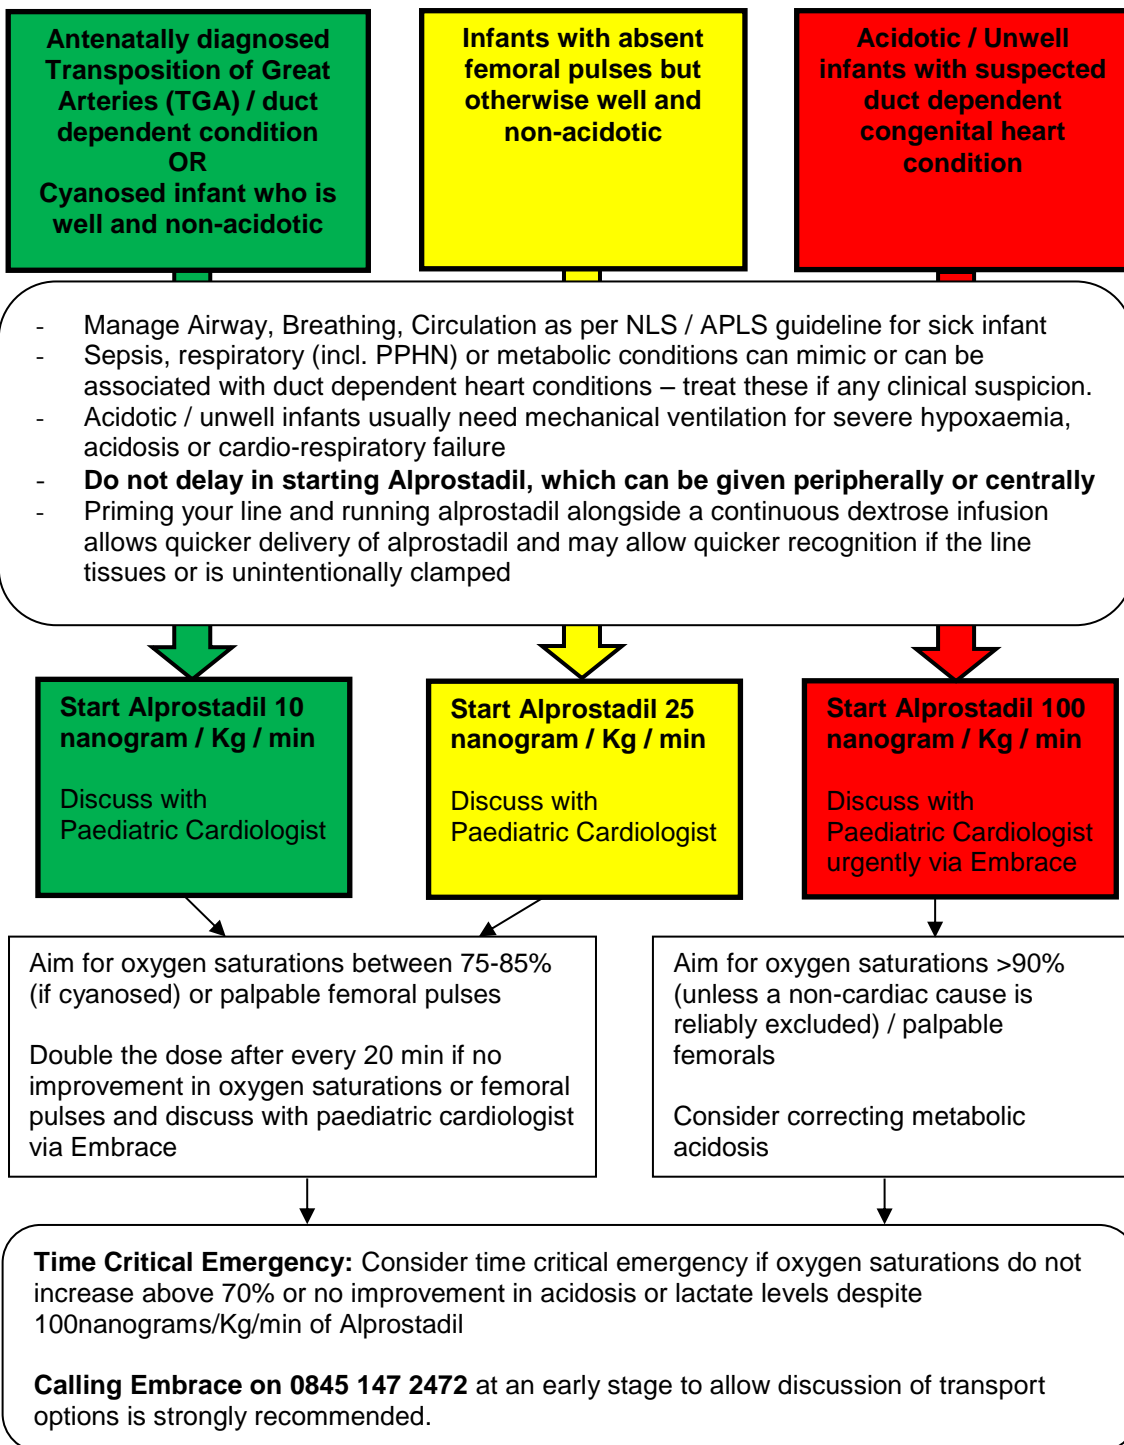 Antenatally diagnosed
Transposition of Great
Arteries (TGA) / duct
dependent condition
OR
Cyanosed infant who is
well and non-acidotic
Infants with absent
femoral pulses but
otherwise well and
non-acidotic
Acidotic / Unwell
infants with suspected
duct dependent
congenital heart
condition
- Manage Airway, Breathing, Circulation as per NLS / APLS guideline for sick infant
- Sepsis, respiratory (incl. PPHN) or metabolic conditions can mimic or can be
associated with duct dependent heart conditions – treat these if any clinical suspicion.
- Acidotic / unwell infants usually need mechanical ventilation for severe hypoxaemia,
acidosis or cardio-respiratory failure
- Do not delay in starting Alprostadil, which can be given peripherally or centrally
- Priming your line and running alprostadil alongside a continuous dextrose infusion
allows quicker delivery of alprostadil and may allow quicker recognition if the line
tissues or is unintentionally clamped
Start Alprostadil 10
nanogram / Kg / min
Discuss with
Paediatric Cardiologist
Start Alprostadil 25
nanogram / Kg / min
Discuss with
Paediatric Cardiologist
Start Alprostadil 100
nanogram / Kg / min
Discuss with
Paediatric Cardiologist
urgently via Embrace
Aim for oxygen saturations between 75-85%
(if cyanosed) or palpable femoral pulses
Double the dose after every 20 min if no
improvement in oxygen saturations or femoral
pulses and discuss with paediatric cardiologist
via Embrace
Aim for oxygen saturations >90%
(unless a non-cardiac cause is
reliably excluded) / palpable
femorals
Consider correcting metabolic
acidosis
Time Critical Emergency: Consider time critical emergency if oxygen saturations do not
increase above 70% or no improvement in acidosis or lactate levels despite
100nanograms/Kg/min of Alprostadil
Calling Embrace on 0845 147 2472 at an early stage to allow discussion of transport
options is strongly recommended.